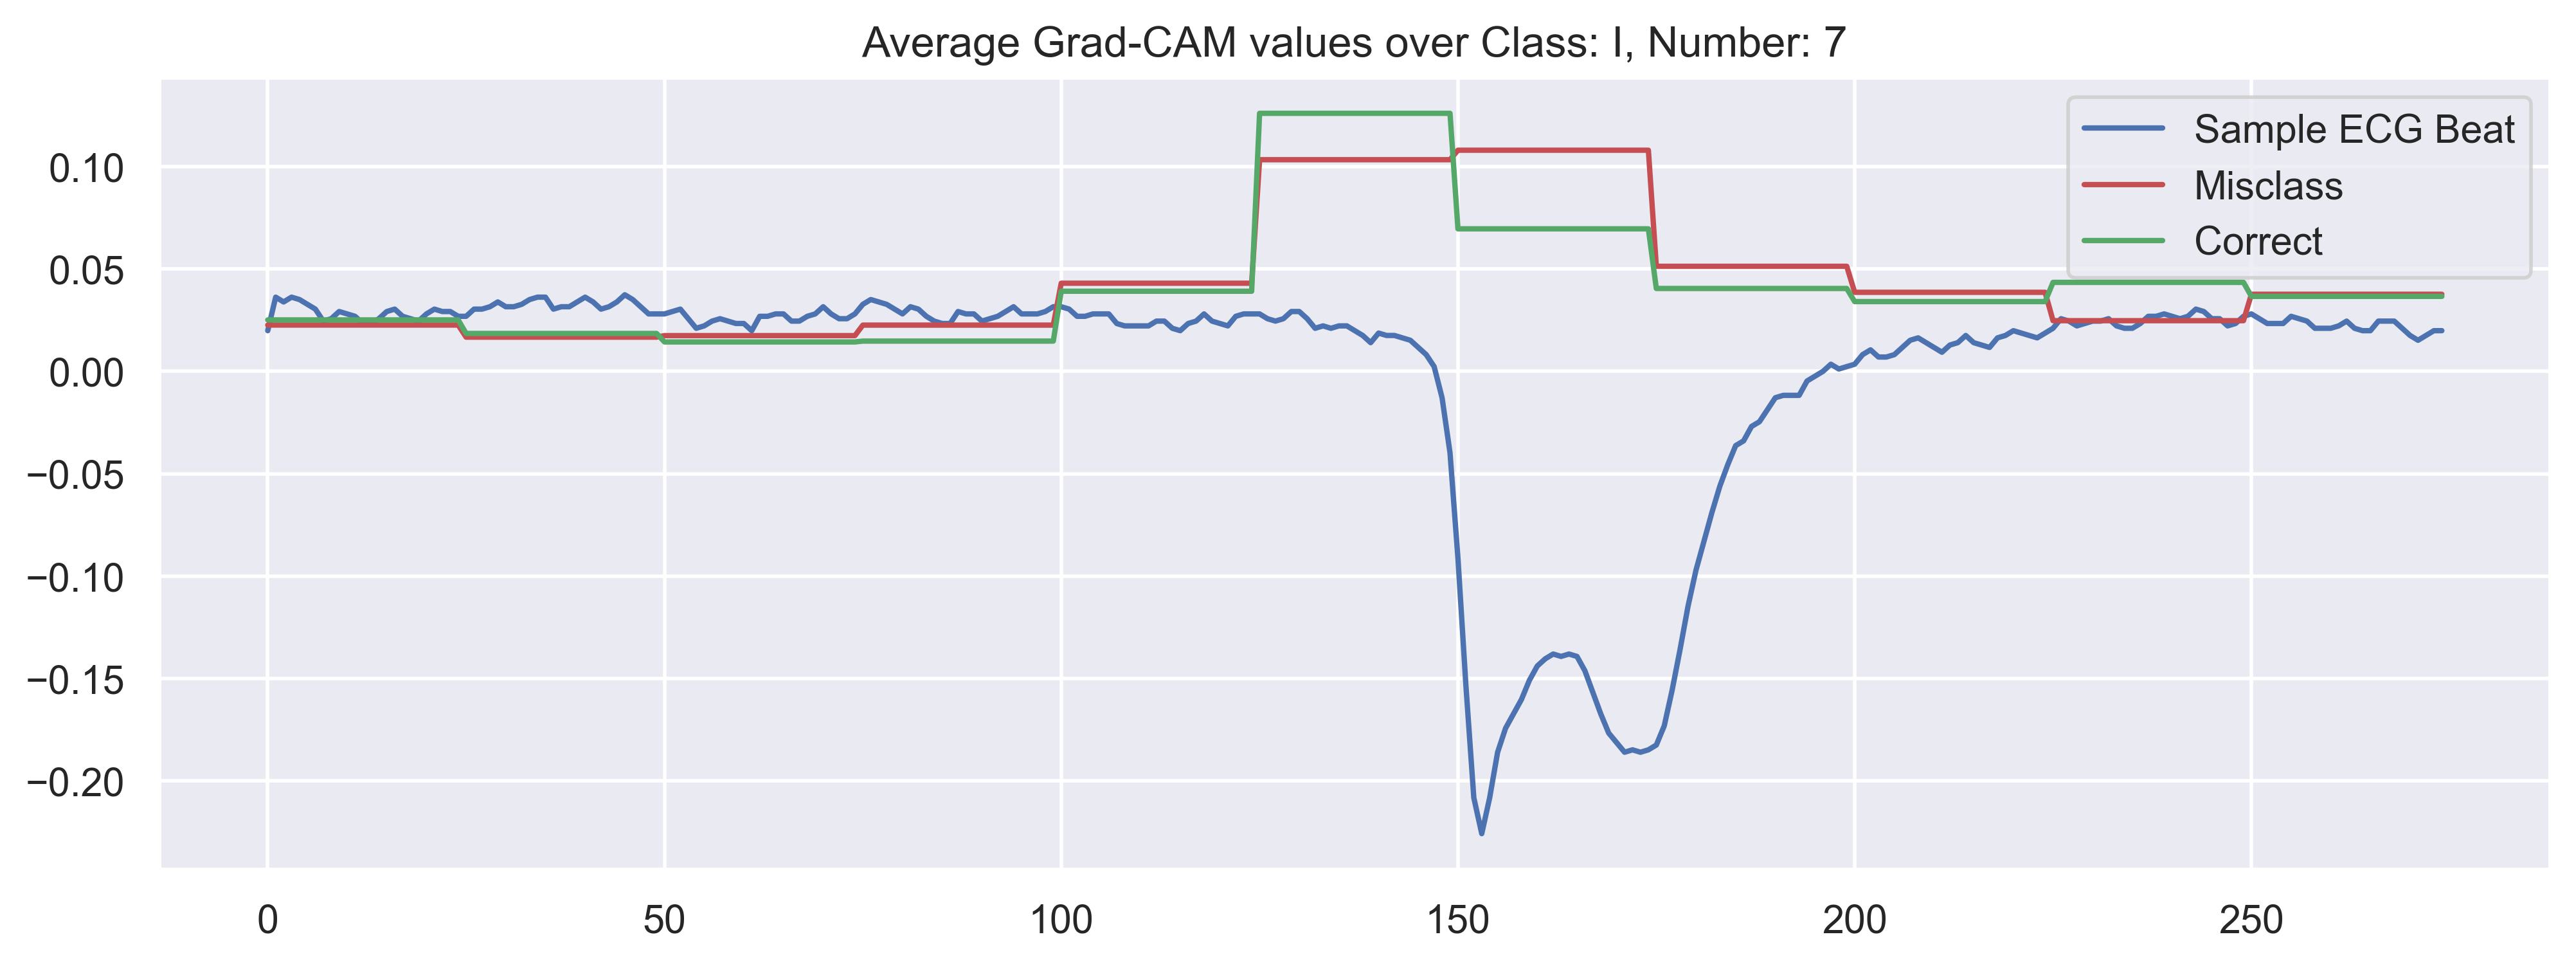 Average Grad-CAM values over Class: I, Number: 7
Sample ECG Beat
Misclass
Correct
0.10
0.05
0.00
−0.05
−0.10
−0.15
−0.20
0 50 100 150 200 250